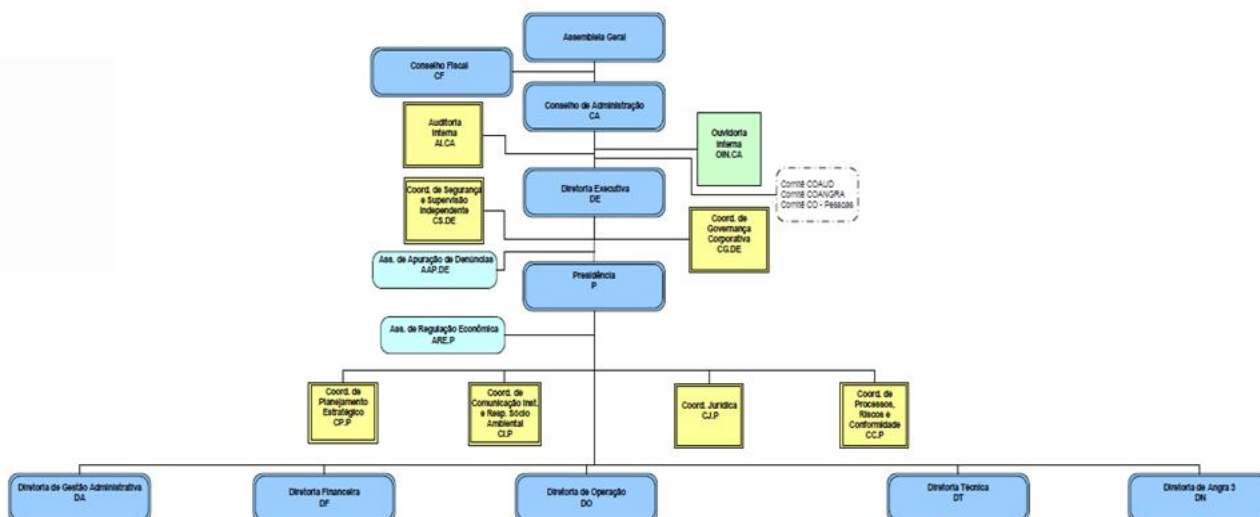 Assembleia Geral
Conselho Fiscal
CF
Conselho de Administração
CA
Auditoria
Interna
AI.CA
Ouvidoria
Interna
OIN.CA
Comitê COAUD
Comitê COANGRA
Comitê CO - Pessoas
Diretoria Executiva
DE
Coord. de Segurança
e Supervisão
Independente
CS.DE
Coord. de
Governança
Corporativa
CG.DE
Ass. de Apuração de Denúncias
AAP.DE
Presidência
P
Ass. de Regulação Econômica
ARE.P
Coord. de
Planejamento
Estratégico
CP.P
Coord. de
Comunicação Inst.
e Resp. Sócio
Ambiental
CI.P
Coord. Jurídica
CJ.P
Coord. de
Processos,
Riscos e
Conformidade
CC.P
Diretoria de Gestão Administrativa
DA
Diretoria Financeira
DF
Diretoria de Operação
DO
Diretoria Técnica
DT
Diretoria de Angra 3
DN